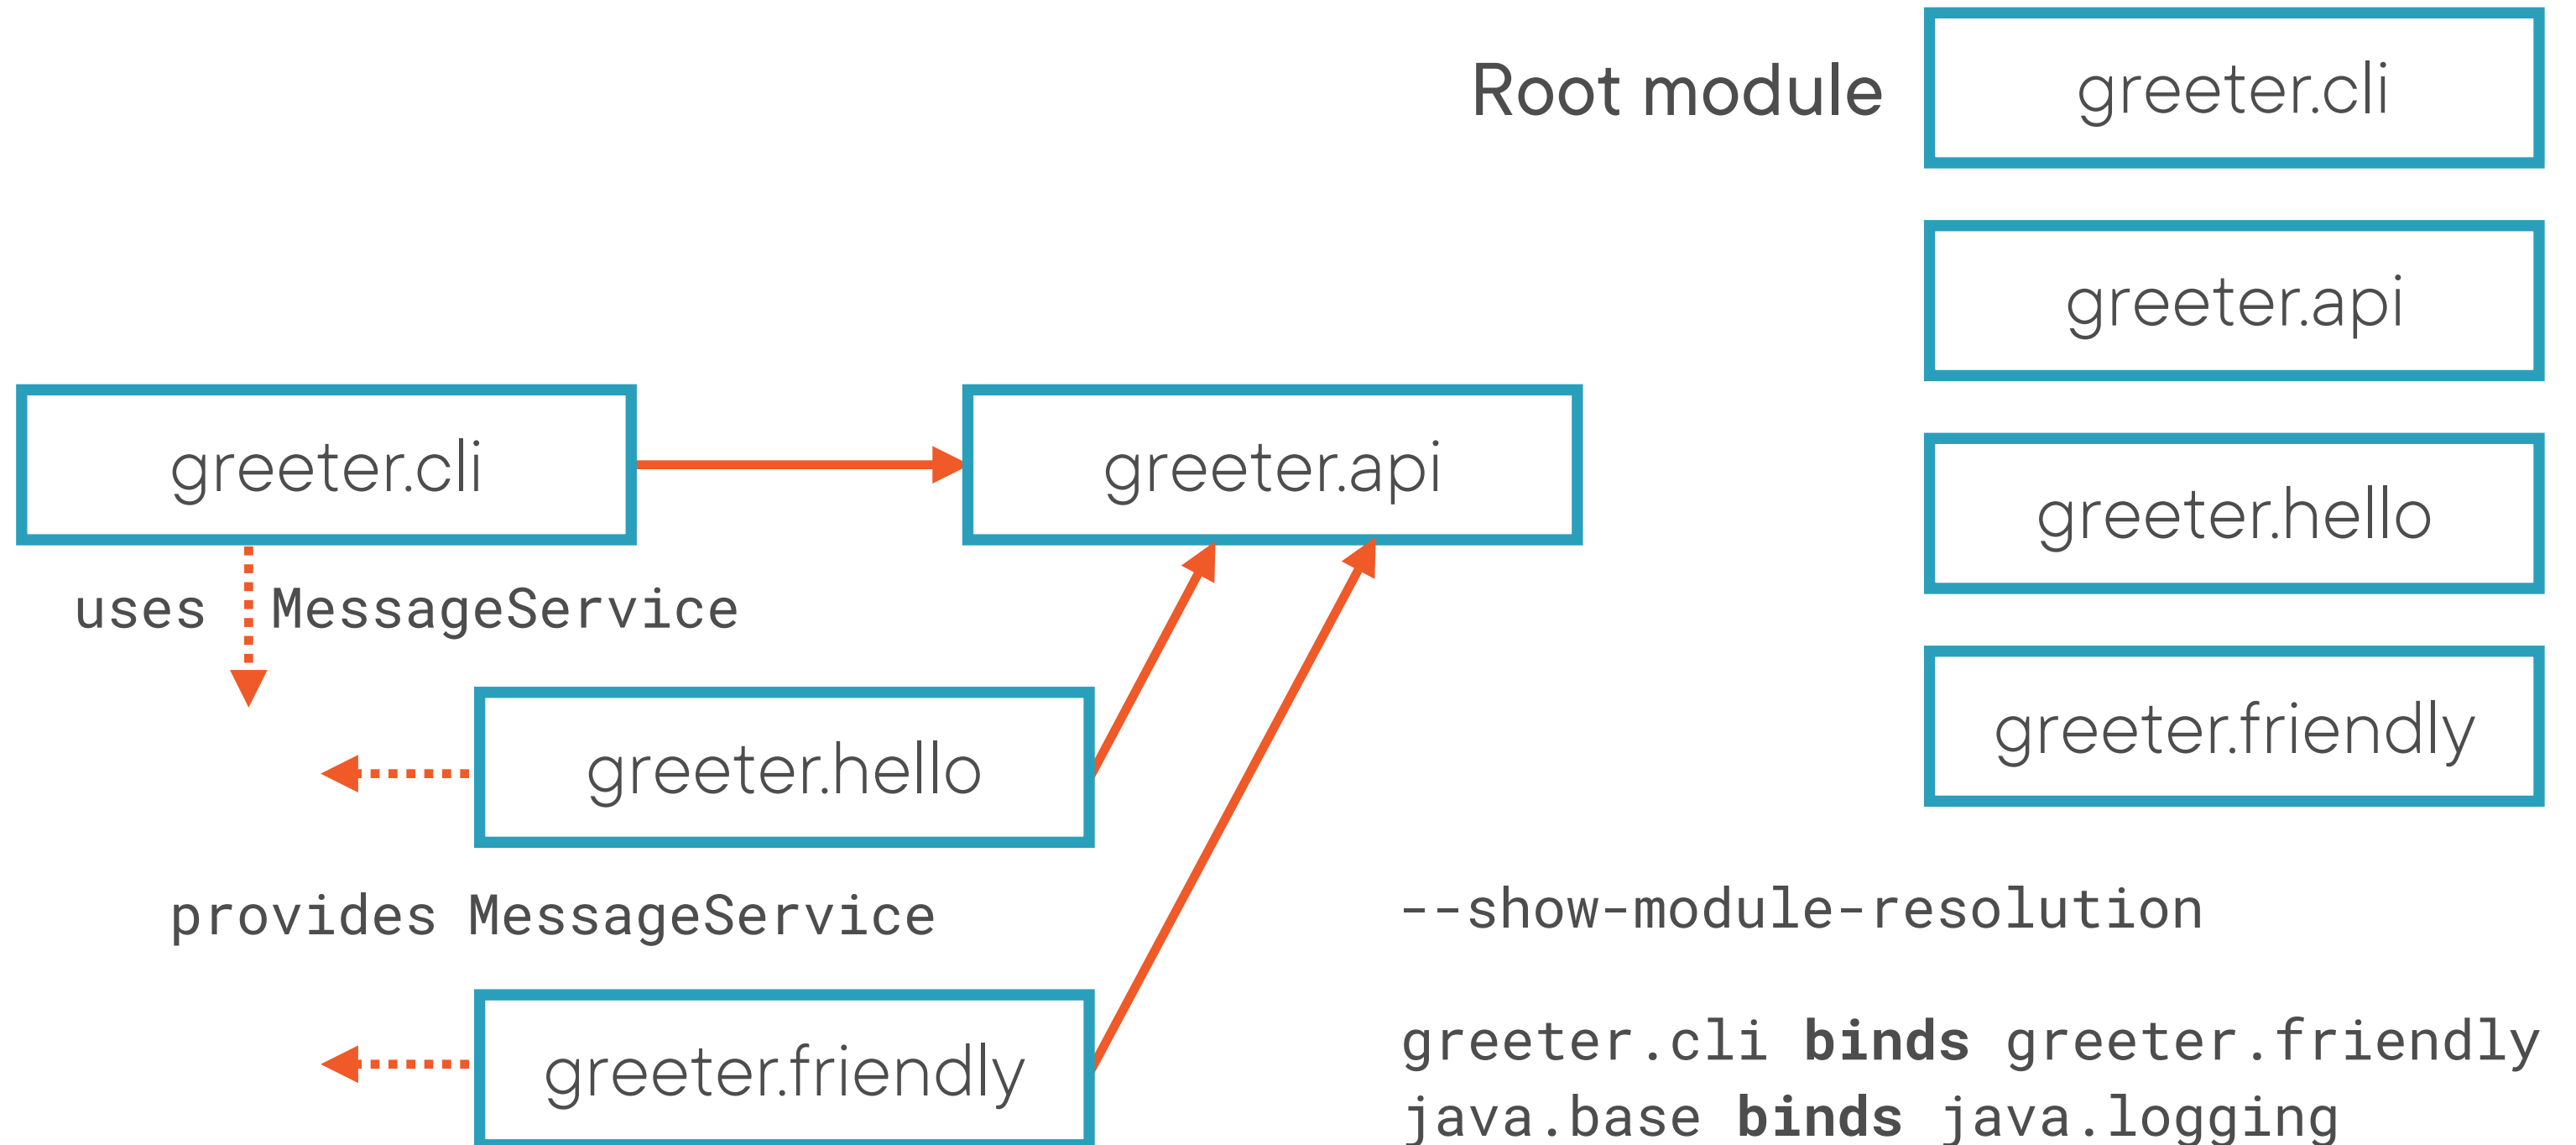 Root module
greeter.cli
greeter.api
greeter.hello
greeter.friendly
greeter.cli
greeter.api
uses MessageService
greeter.hello
provides MessageService
greeter.friendly
--show-module-resolution
greeter.cli binds greeter.friendly
java.base binds java.logging